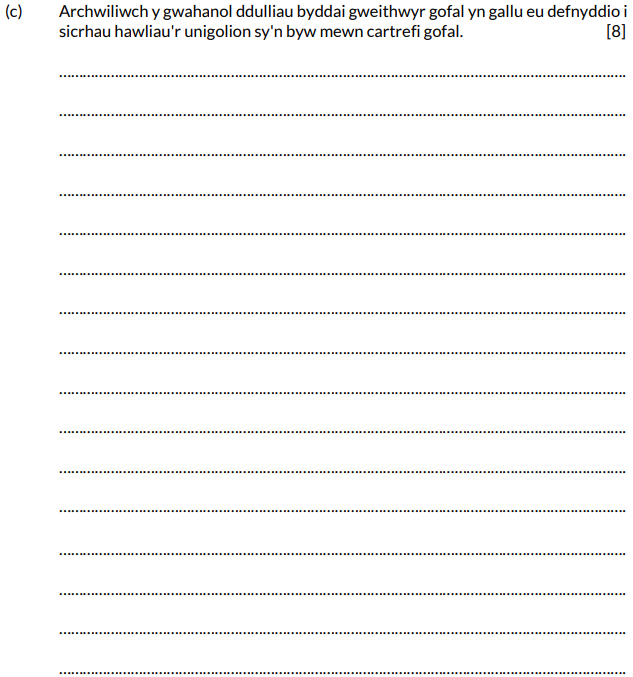 (c) Archwiliwch y gwahanol ddulliau byddai gweithwyr gofal yn gallu eu defnyddio i
sicrhau hawliau'r unigolion sy'n byw mewn cartrefi gofal. [8]